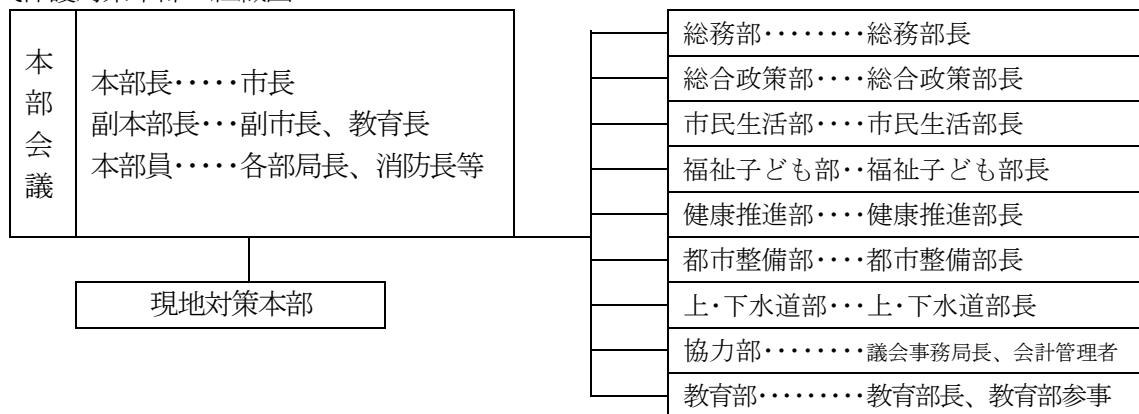 本部会議
本部長・・・・・市長
副本部長・・・副市長、教育長
本部員・・・・・各部局長、消防長等
現地対策本部
総務部・・・・・・・・総務部長
総合政策部・・・・総合政策部長
市民生活部・・・・市民生活部長
福祉子ども部・・福祉子ども部長
健康推進部・・・・健康推進部長
都市整備部・・・・都市整備部長
上・下水道部・・・上・下水道部長
協力部・・・・・・・・議会事務局長、会計管理者
教育部・・・・・・・・・教育部長、教育部参事